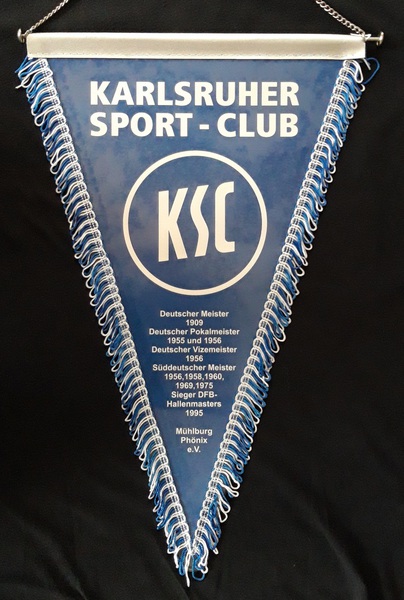 KARLSRUHER
SPORT - CLUB
KSC
Deutscher Meister
1909
Deutscher Pokalmeister
1955 und 1956
Deutscher Vizemeister
1956
Süddeutscher Meister
1956,1958,1960,
1969,1975
Sieger DFB-
Hallenmasters
1995
Mühlburg
Phönix
e.V.